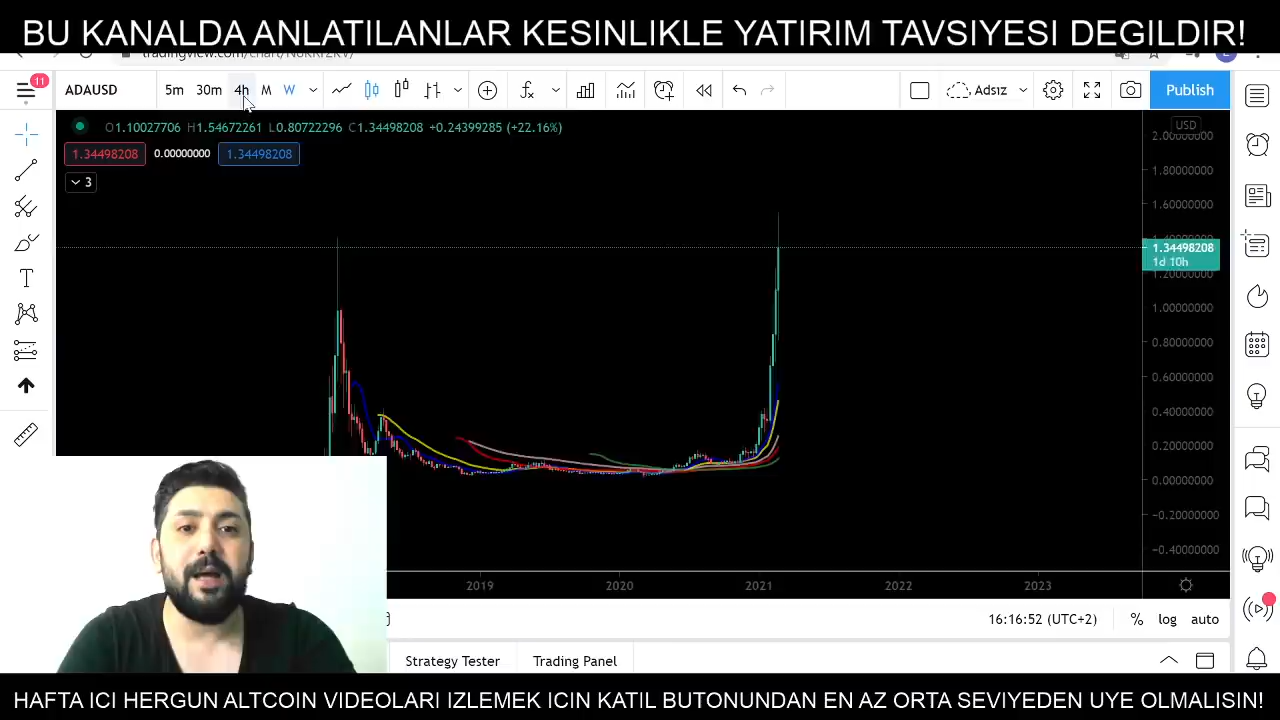 BU KANALDA ANLATILANLAR KESINLIKLE YATIRIM TAVSIYESI DEGILDIR!
11
ADAUSD
5m 30m 4h M W
Adsız
Publish
O1.10027706 H1.54672261 L0.80722296 C1.34498208 +0.24399285 (+22.16%)
1.34498208 0.00000000 1.34498208
3
USD
2.00000000
1.80000000
1.60000000
1.34498208
1d 10h
1.20000000
1.00000000
0.80000000
0.60000000
0.40000000
0.20000000
0.00000000
−0.20000000
−0.40000000
2019 2020 2021 2022 2023
16:16:52 (UTC+2) % log auto
Strategy Tester Trading Panel
HAFTA ICI HERGUN ALTCOIN VIDEOLARI IZLEMEK ICIN KATIL BUTONUNDAN EN AZ ORTA SEVIYEDEN UYE OLMALISIN!